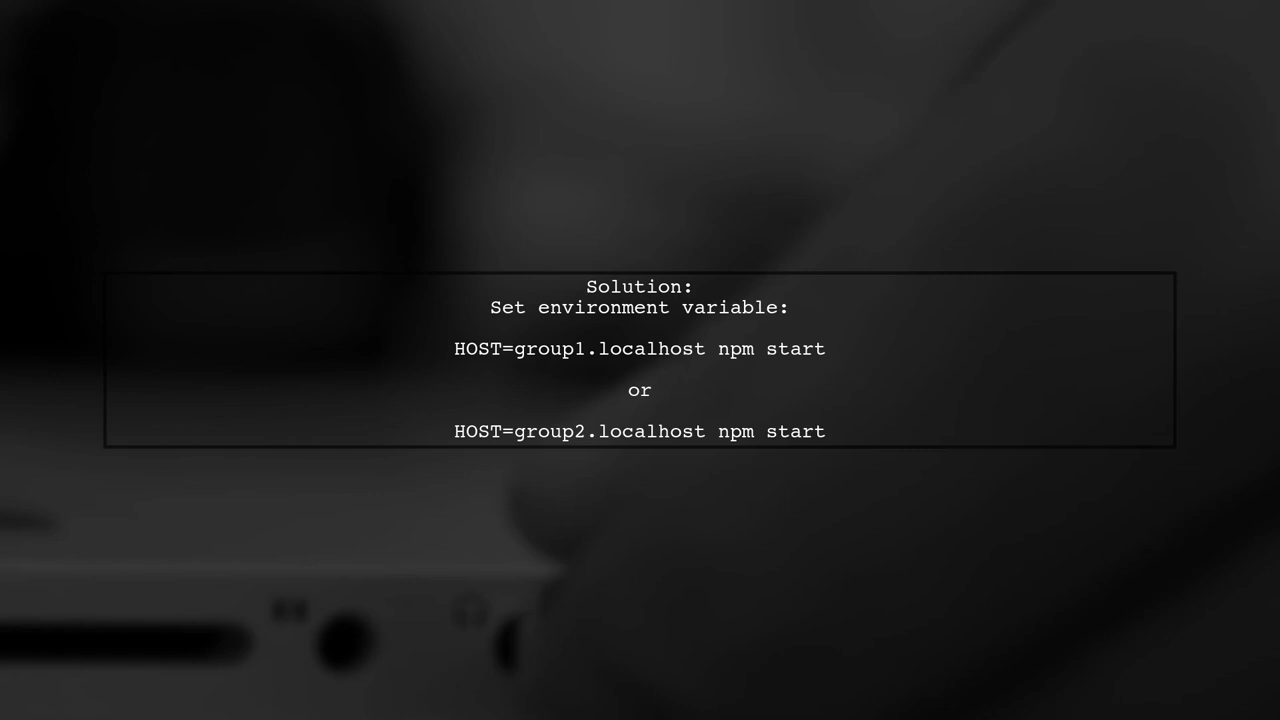 Solution:
Set environment variable:
HOST=group1.localhost npm start
or
HOST=group2.localhost npm start